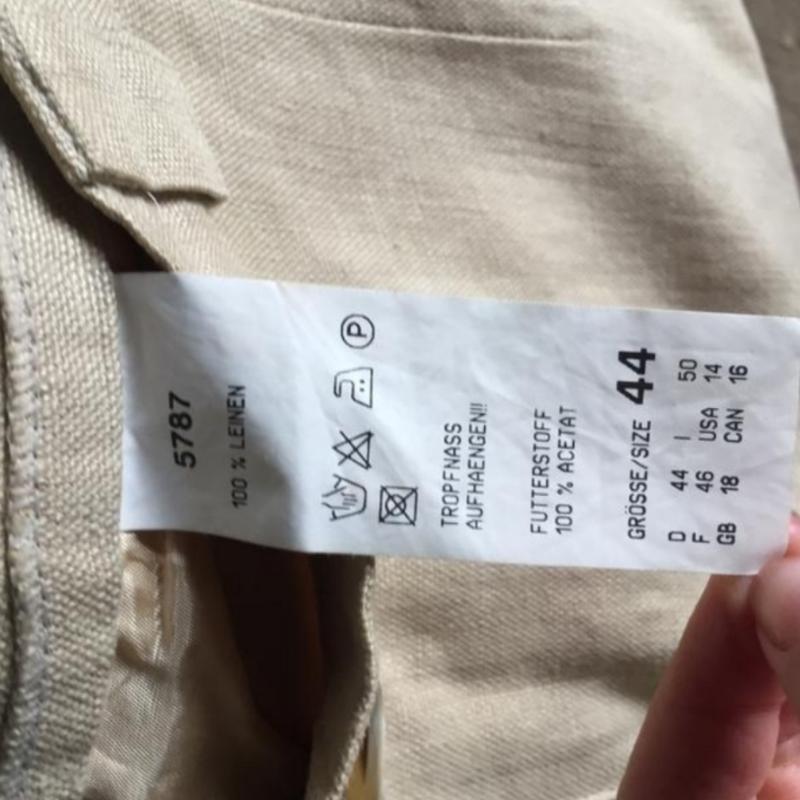 5787
100 % LEINEN
P
TROPFNASS
AUFHAENGEN!!
FUTTERSTOFF
100 % ACETAT
GRÖSSE/SIZE 44
D 44 I 50
F 46 USA 14
GB 18 CAN 16